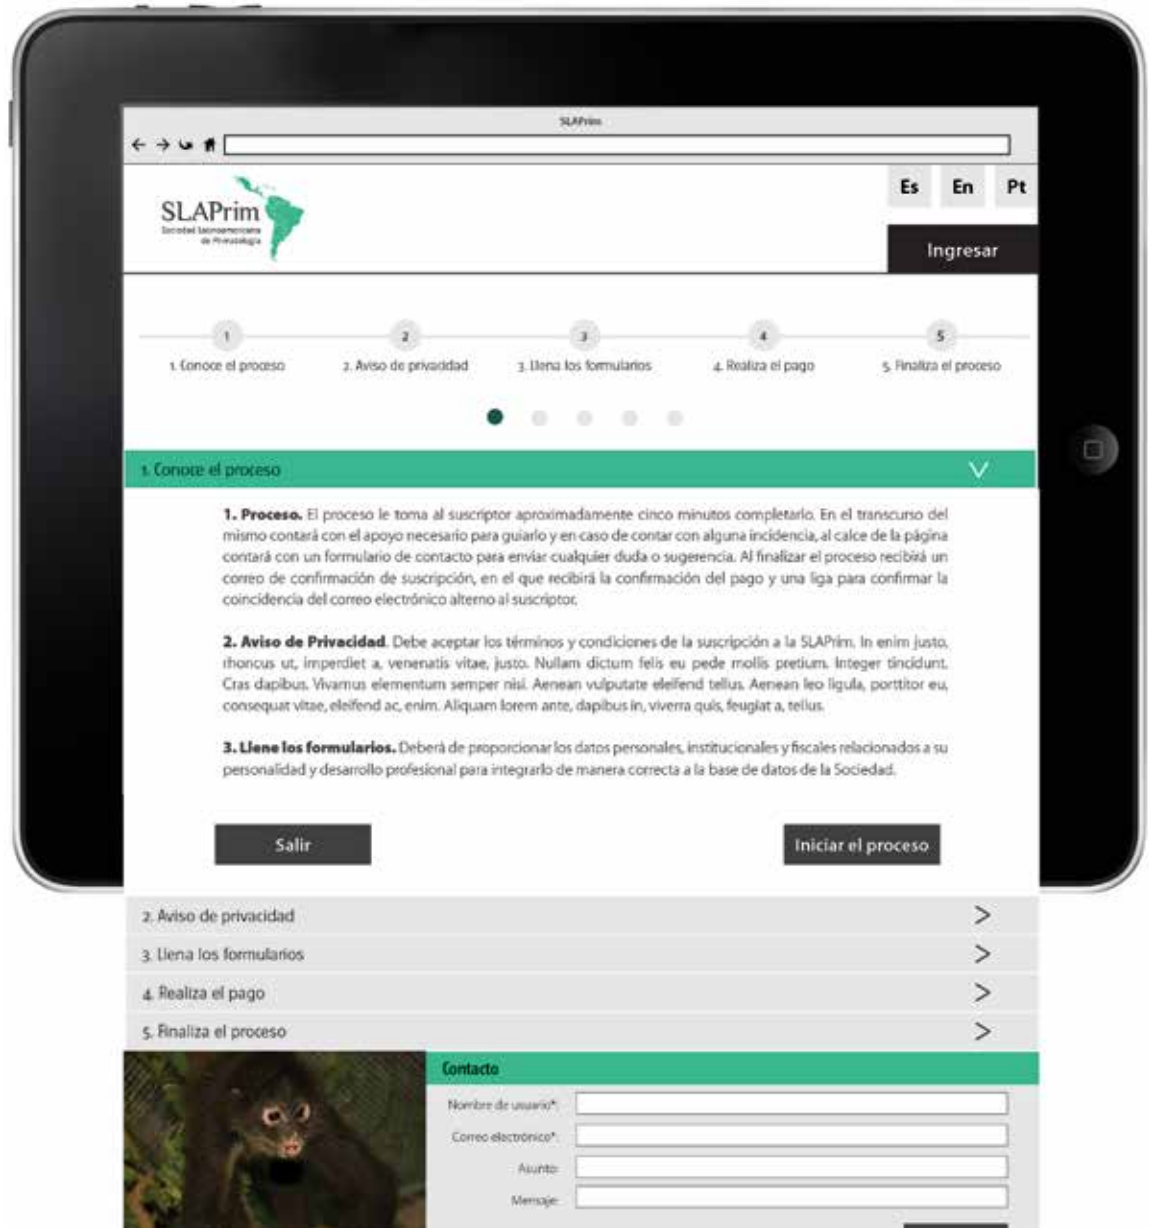 SLAPrim
Es En Pt
SLAPrim
Sociedad Latinoamericana
de Primatología
Ingresar
1 2 3 4 5
1. Conoce el proceso 2. Aviso de privacidad 3. Llena los formularios 4. Realiza el pago 5. Finaliza el proceso
1. Conoce el proceso
1. Proceso. El proceso le toma al suscriptor aproximadamente cinco minutos completarlo. En el transcurso del
mismo contará con el apoyo necesario para guiarlo y en caso de contar con alguna incidencia, al calce de la página
contará con un formulario de contacto para enviar cualquier duda o sugerencia. Al finalizar el proceso recibirá un
correo de confirmación de suscripción, en el que recibirá la confirmación del pago y una liga para confirmar la
coincidencia del correo electrónico alterno al suscriptor.
2. Aviso de Privacidad. Debe aceptar los términos y condiciones de la suscripción a la SLAPrim. In enim justo,
rhoncus ut, imperdiet a, venenatis vitae, justo. Nullam dictum felis eu pede mollis pretium. Integer tincidunt.
Cras dapibus. Vivamus elementum semper nisi. Aenean vulputate eleifend tellus. Aenean leo ligula, porttitor eu,
consequat vitae, eleifend ac, enim. Aliquam lorem ante, dapibus in, viverra quis, feugiat a, tellus.
3. Llene los formularios. Deberá de proporcionar los datos personales, institucionales y fiscales relacionados a su
personalidad y desarrollo profesional para integrarlo de manera correcta a la base de datos de la Sociedad.
Salir Iniciar el proceso
2. Aviso de privacidad
3. Llena los formularios
4. Realiza el pago
5. Finaliza el proceso
Contacto
Nombre de usuario*:
Correo electrónico*:
Asunto:
Mensaje: